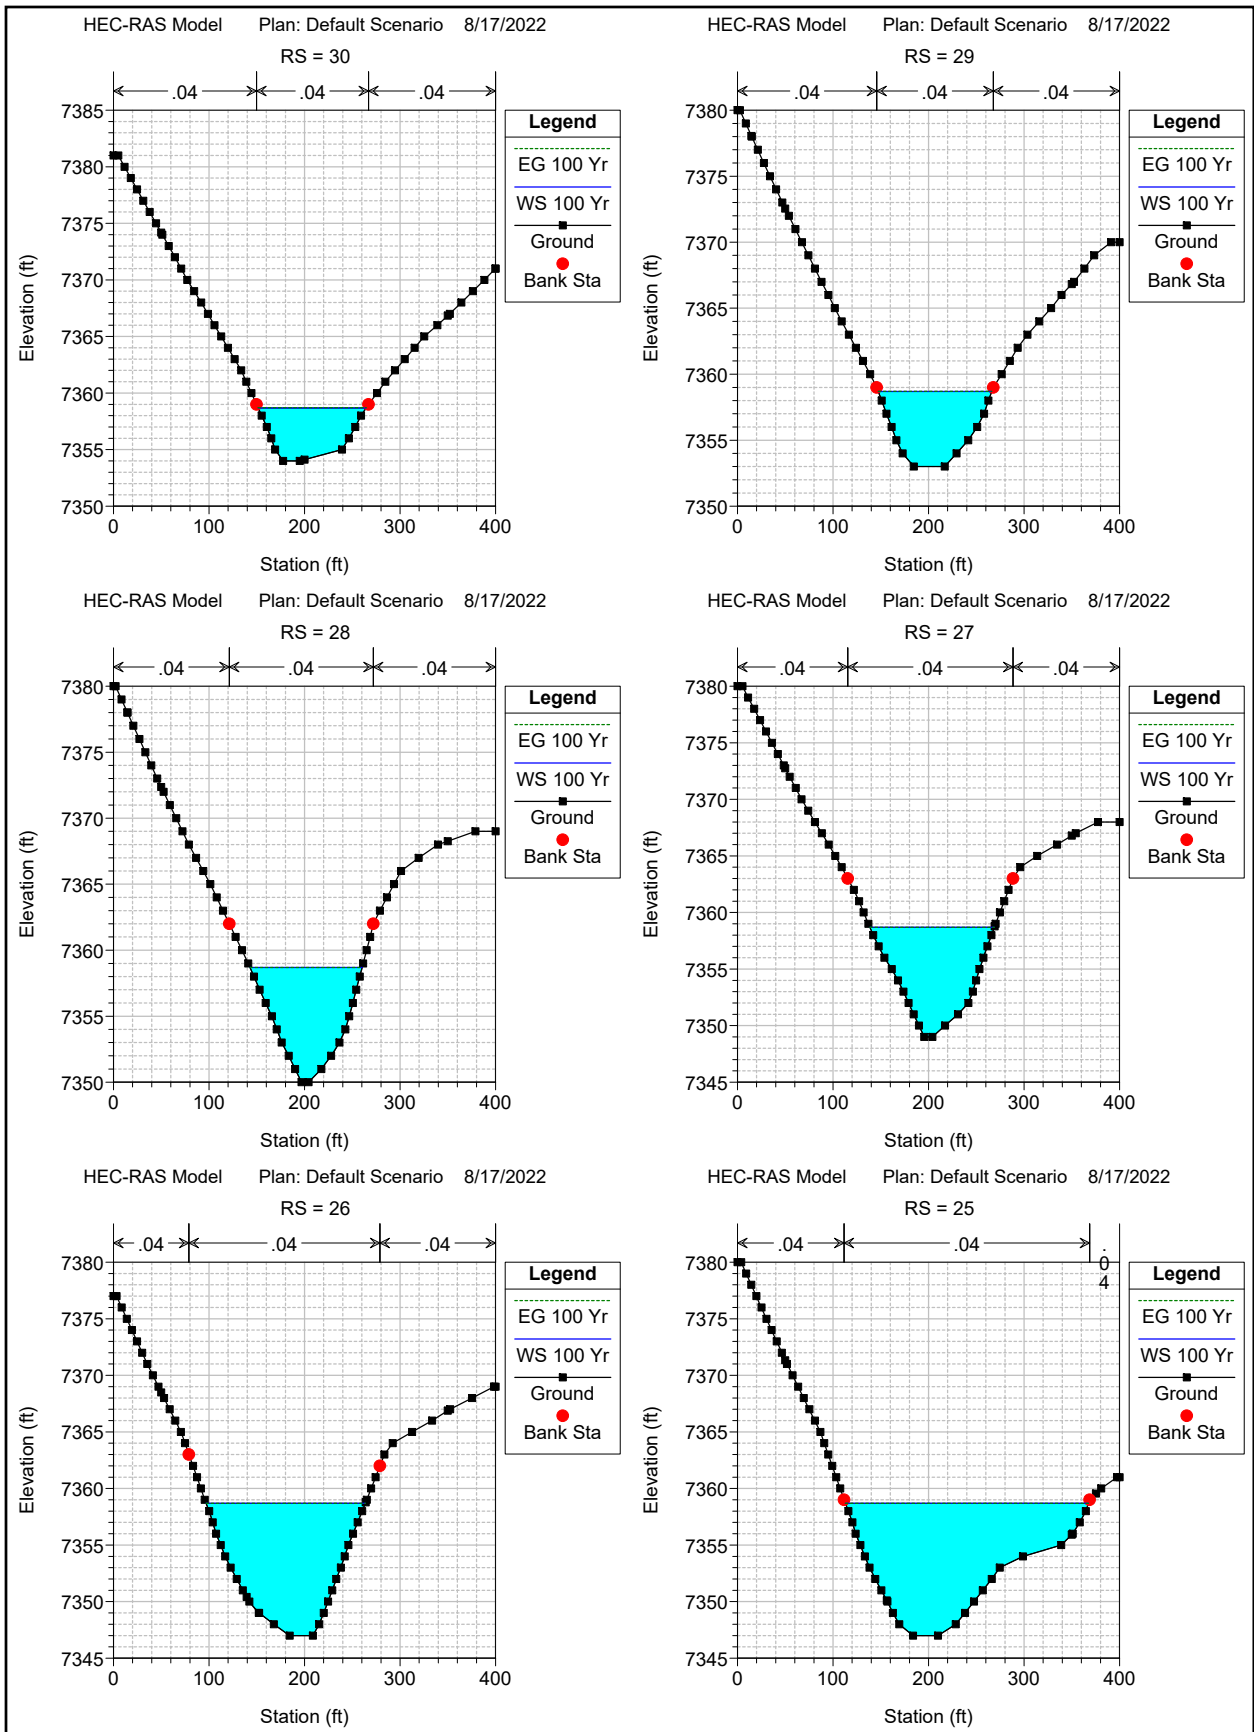 HEC-RAS Model Plan: Default Scenario 8/17/2022
RS = 30
.04 .04 .04
7385
7380
7375
7370
7365
7360
7355
7350
0 100 200 300 400
Station (ft)
Elevation (ft)
Legend
EG 100 Yr
WS 100 Yr
Ground
Bank Sta
HEC-RAS Model Plan: Default Scenario 8/17/2022
RS = 29
.04 .04 .04
7380
7375
7370
7365
7360
7355
7350
0 100 200 300 400
Station (ft)
Elevation (ft)
Legend
EG 100 Yr
WS 100 Yr
Ground
Bank Sta
HEC-RAS Model Plan: Default Scenario 8/17/2022
RS = 28
.04 .04 .04
7380
7375
7370
7365
7360
7355
7350
0 100 200 300 400
Station (ft)
Elevation (ft)
Legend
EG 100 Yr
WS 100 Yr
Ground
Bank Sta
HEC-RAS Model Plan: Default Scenario 8/17/2022
RS = 27
.04 .04 .04
7380
7375
7370
7365
7360
7355
7350
7345
0 100 200 300 400
Station (ft)
Elevation (ft)
Legend
EG 100 Yr
WS 100 Yr
Ground
Bank Sta
HEC-RAS Model Plan: Default Scenario 8/17/2022
RS = 26
.04 .04 .04
7380
7375
7370
7365
7360
7355
7350
7345
0 100 200 300 400
Station (ft)
Elevation (ft)
Legend
EG 100 Yr
WS 100 Yr
Ground
Bank Sta
HEC-RAS Model Plan: Default Scenario 8/17/2022
RS = 25
.04 .04 .
0
4
7380
7375
7370
7365
7360
7355
7350
7345
0 100 200 300 400
Station (ft)
Elevation (ft)
Legend
EG 100 Yr
WS 100 Yr
Ground
Bank Sta